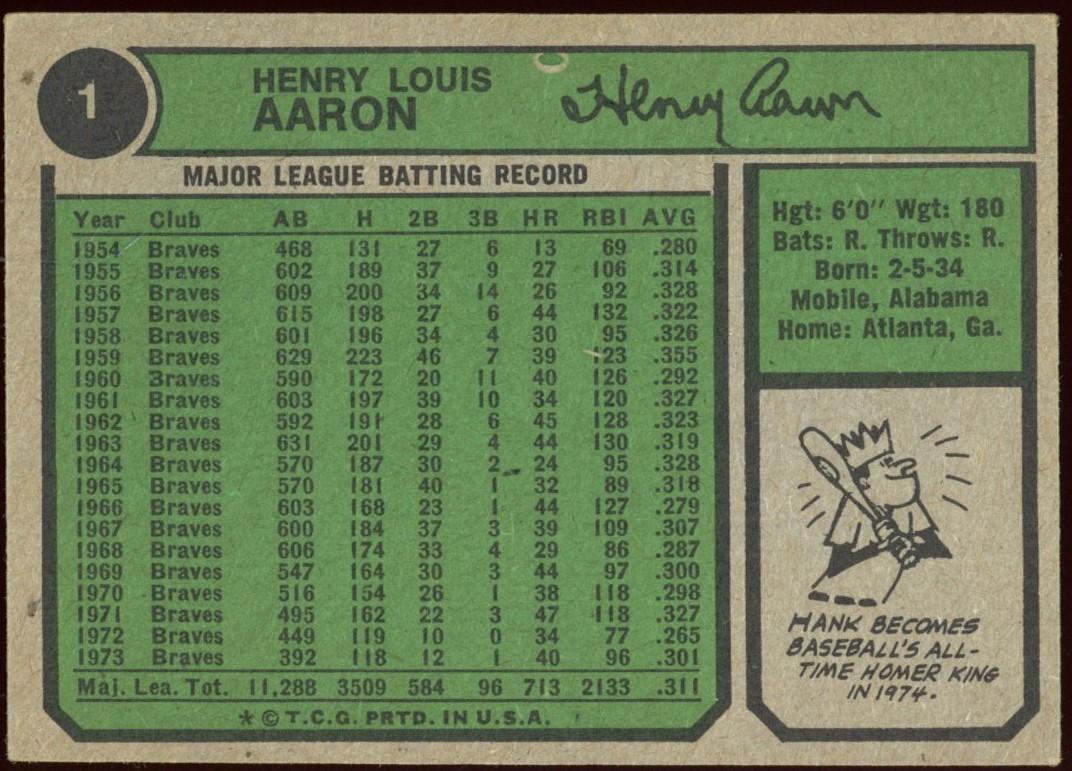 1
HENRY LOUIS
AARON
Henry Aaron
MAJOR LEAGUE BATTING RECORD
Year Club AB H 2B 3B HR RBI AVG
1954 Braves 468 131 27 6 13 69 .280
1955 Braves 602 189 37 9 27 106 .314
1956 Braves 609 200 34 14 26 92 .328
1957 Braves 615 198 27 6 44 132 .322
1958 Braves 601 196 34 4 30 95 .326
1959 Braves 629 223 46 7 39 123 .355
1960 Braves 590 172 20 11 40 126 .292
1961 Braves 603 197 39 10 34 120 .327
1962 Braves 592 191 28 6 45 128 .323
1963 Braves 631 201 29 4 44 130 .319
1964 Braves 570 187 30 2 24 95 .328
1965 Braves 570 181 40 1 32 89 .318
1966 Braves 603 168 23 1 44 127 .279
1967 Braves 600 184 37 3 39 109 .307
1968 Braves 606 174 33 4 29 86 .287
1969 Braves 547 164 30 3 44 97 .300
1970 Braves 516 154 26 1 38 118 .298
1971 Braves 495 162 22 3 47 118 .327
1972 Braves 449 119 10 0 34 77 .265
1973 Braves 392 118 12 1 40 96 .301
Maj. Lea. Tot. 11,288 3509 584 96 713 2133 .311
* © T.C.G. PRTD. IN U.S.A.
Hgt: 6'0" Wgt: 180
Bats: R. Throws: R.
Born: 2-5-34
Mobile, Alabama
Home: Atlanta, Ga.
HANK BECOMES
BASEBALL'S ALL-
TIME HOMER KING
IN 1974.